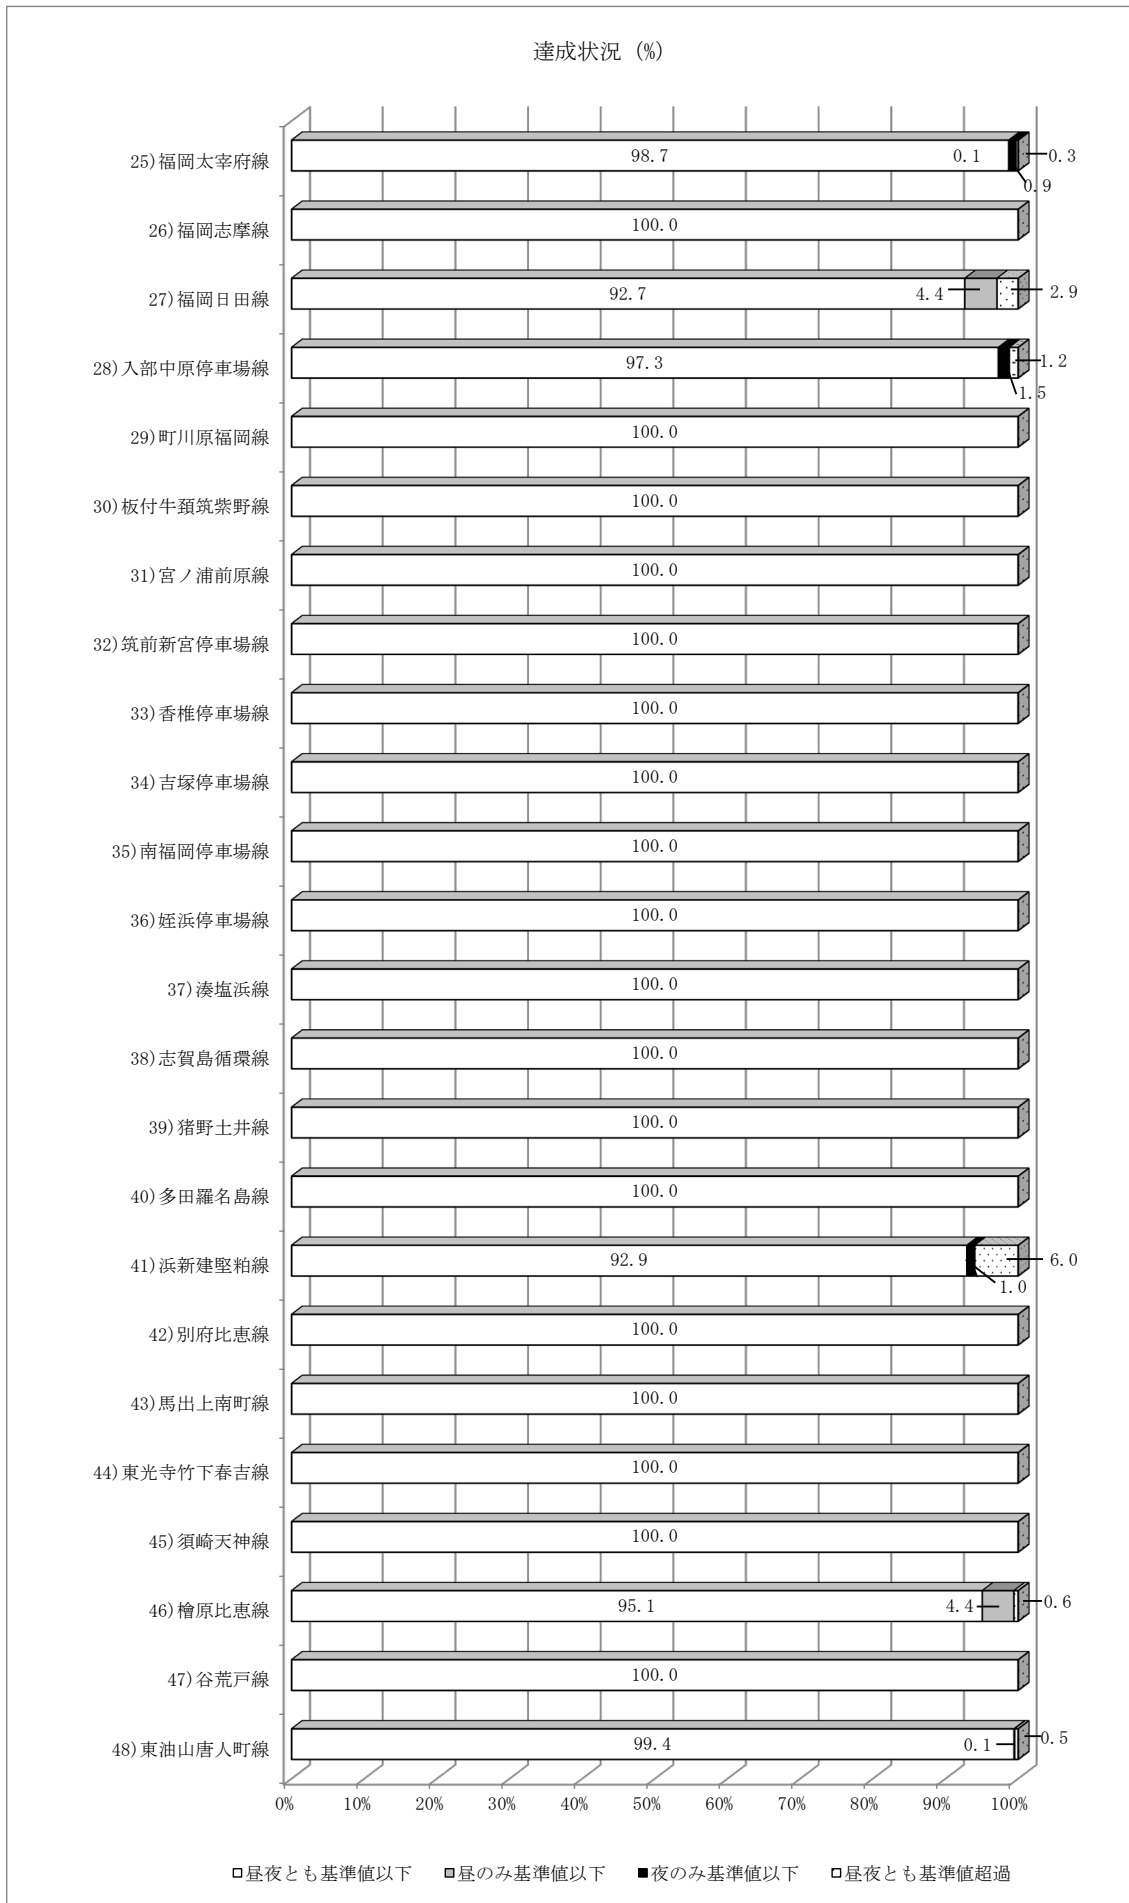 達成状況 (%)
25)福岡太宰府線 98.7 0.1 0.3
0.9
26)福岡志摩線 100.0
27)福岡日田線 92.7 4.4 2.9
28)入部中原停車場線 97.3 1.2
1.5
29)町川原福岡線 100.0
30)板付牛頚筑紫野線 100.0
31)宮ノ浦前原線 100.0
32)筑前新宮停車場線 100.0
33)香椎停車場線 100.0
34)吉塚停車場線 100.0
35)南福岡停車場線 100.0
36)姪浜停車場線 100.0
37)湊塩浜線 100.0
38)志賀島循環線 100.0
39)猪野土井線 100.0
40)多田羅名島線 100.0
41)浜新建堅粕線 92.9 6.0
1.0
42)別府比恵線 100.0
43)馬出上南町線 100.0
44)東光寺竹下春吉線 100.0
45)須崎天神線 100.0
46)檜原比恵線 95.1 4.4 0.6
47)谷荒戸線 100.0
48)東油山唐人町線 99.4 0.1 0.5
0% 10% 20% 30% 40% 50% 60% 70% 80% 90% 100%
昼夜とも基準値以下 昼のみ基準値以下 夜のみ基準値以下 昼夜とも基準値超過